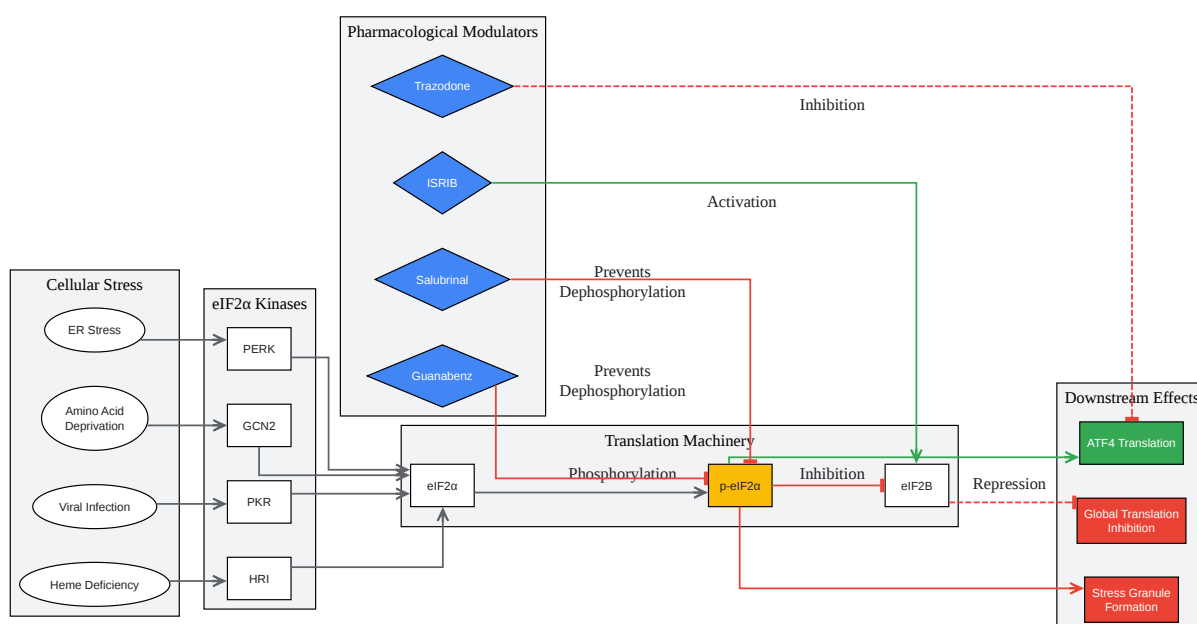 Pharmacological Modulators
Trazodone
Inhibition
ISRIB
Activation
Salubrinal
Prevents
Dephosphorylation
Guanabenz
Prevents
Dephosphorylation
Cellular Stress
ER Stress
Amino Acid
Deprivation
Viral Infection
Heme Deficiency
eIF2α Kinases
PERK
GCN2
PKR
HRI
Translation Machinery
eIF2α
Phosphorylation
p-eIF2α
Inhibition
eIF2B
Repression
Downstream Effects
ATF4 Translation
Global Translation
Inhibition
Stress Granule
Formation